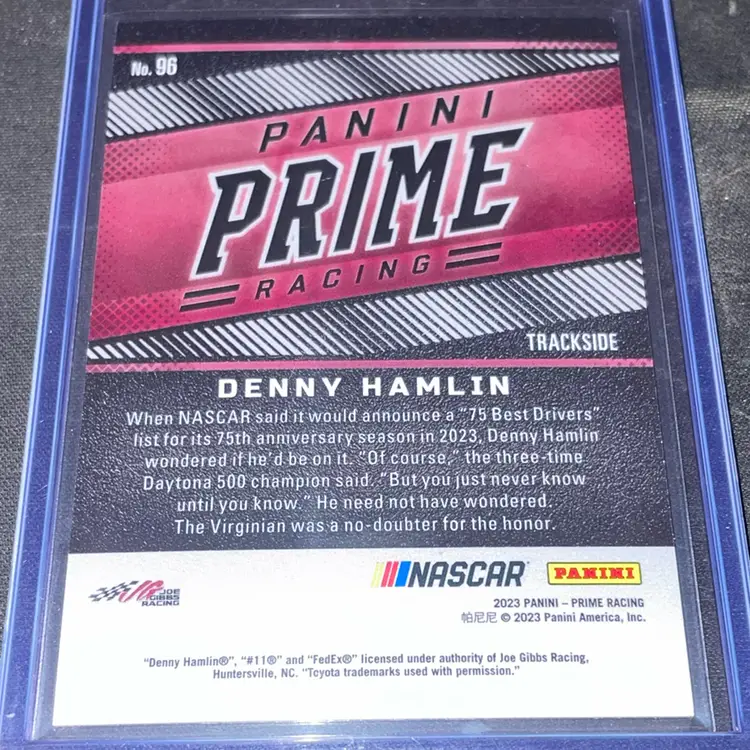 No. 96
PANINI
PRIME
RACING
TRACKSIDE
DENNY HAMLIN
When NASCAR said it would announce a "75 Best Drivers"
list for its 75th anniversary season in 2023, Denny Hamlin
wondered if he'd be on it. "Of course," the three-time
Daytona 500 champion said. "But you just never know
until you know." He need not have wondered.
The Virginian was a no-doubter for the honor.
JG JOE
GIBBS
RACING
NASCAR
PANINI
2023 PANINI – PRIME RACING
帕尼尼 © 2023 Panini America, Inc.
"Denny Hamlin®", "#11®" and "FedEx®" licensed under authority of Joe Gibbs Racing,
Huntersville, NC. "Toyota trademarks used with permission."